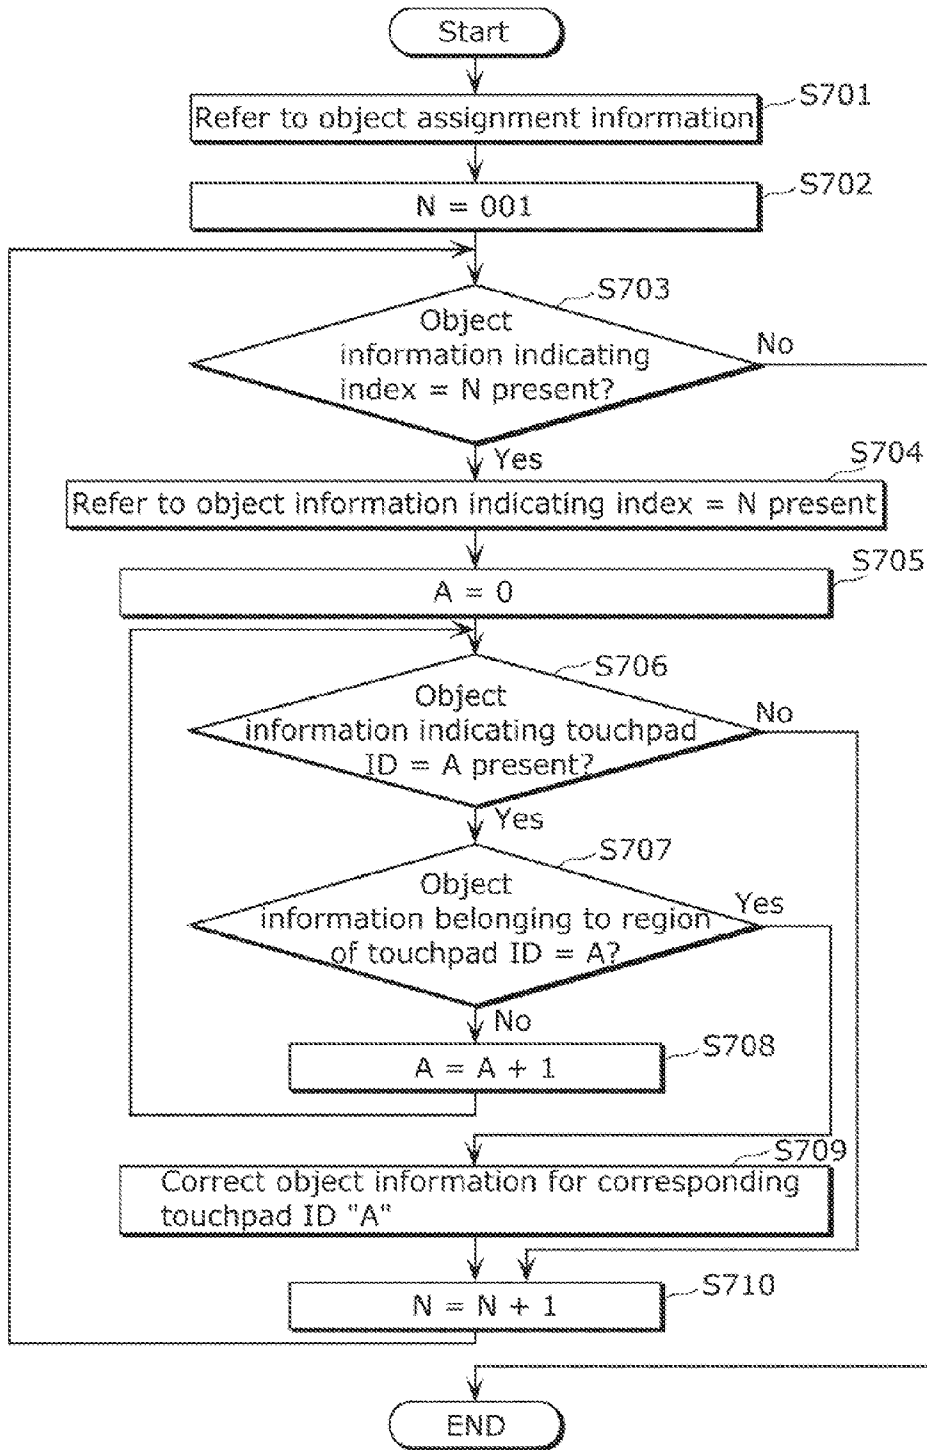 Start
S701
Refer to object assignment information
S702
N = 001
S703
Object
information indicating
index = N present?
No
Yes
S704
Refer to object information indicating index = N present
S705
A = 0
S706
Object
information indicating touchpad
ID = A present?
No
Yes
S707
Object
information belonging to region
of touchpad ID = A?
Yes
No
S708
A = A + 1
S709
Correct object information for corresponding
touchpad ID "A"
S710
N = N + 1
END